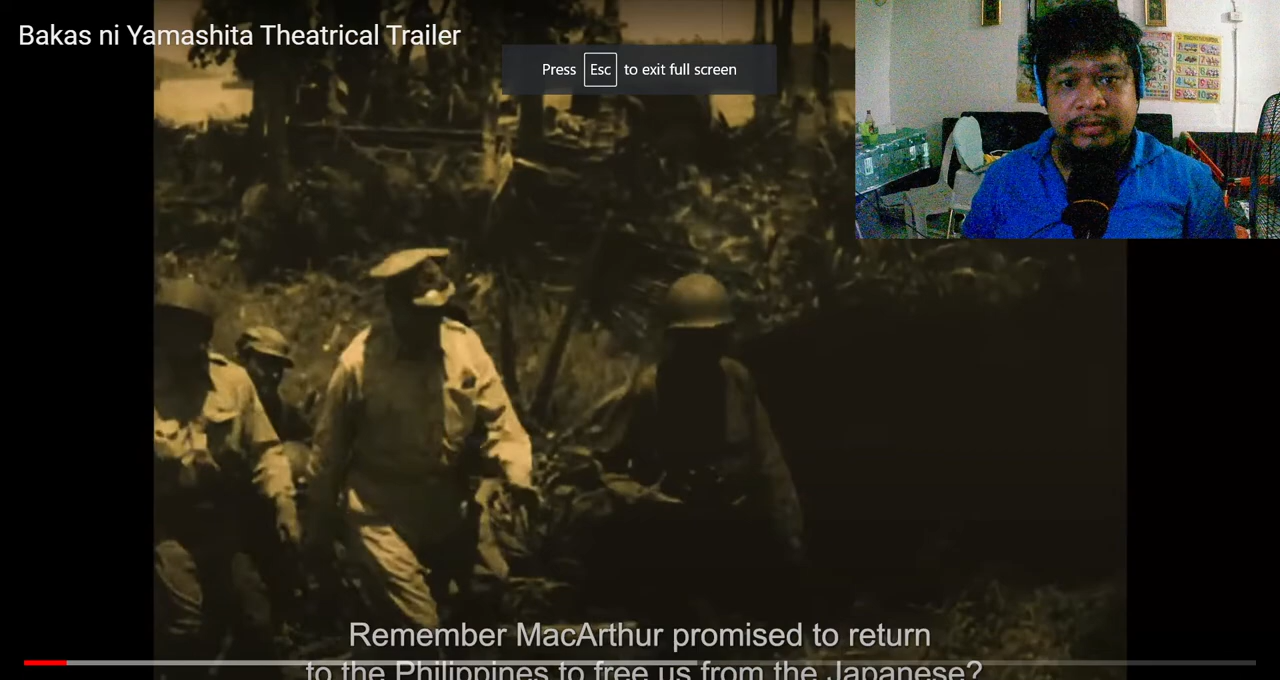 Bakas ni Yamashita Theatrical Trailer
Press Esc to exit full screen
Remember MacArthur promised to return
to the Philippines to free us from the Japanese?